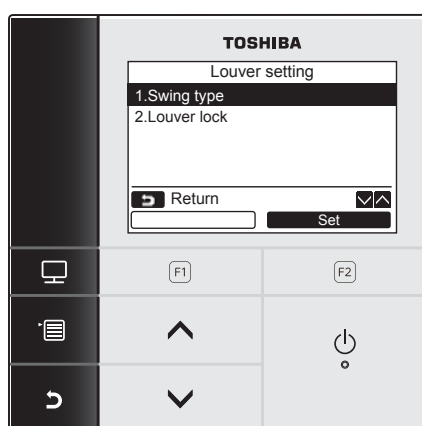 TOSHIBA
Louver setting
1.Swing type
2.Louver lock
Return
Set
F1
F2